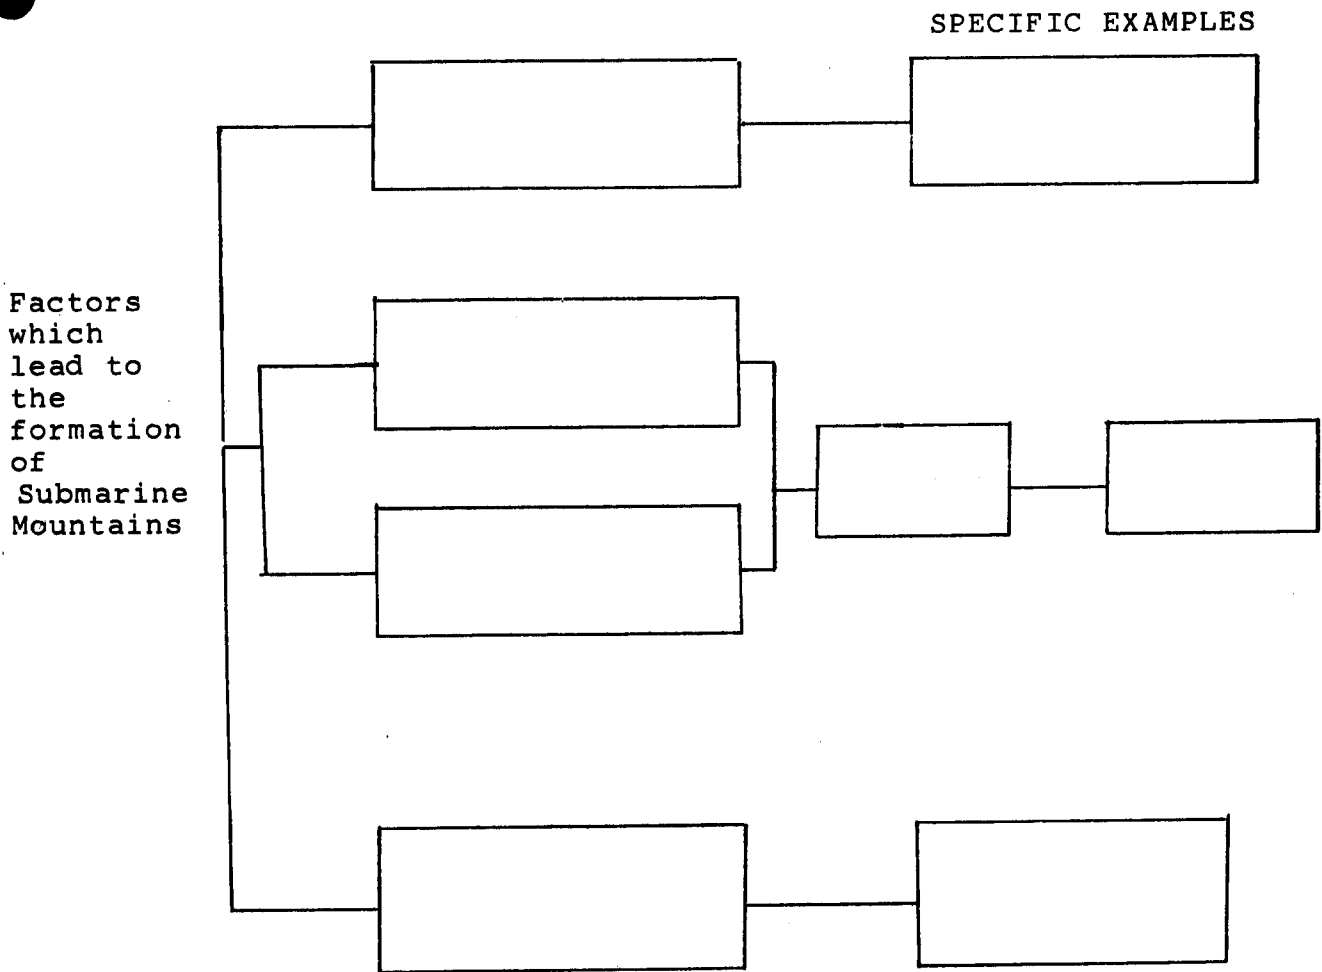 SPECIFIC EXAMPLES
Factors
which
lead to
the
formation
of
Submarine
Mountains